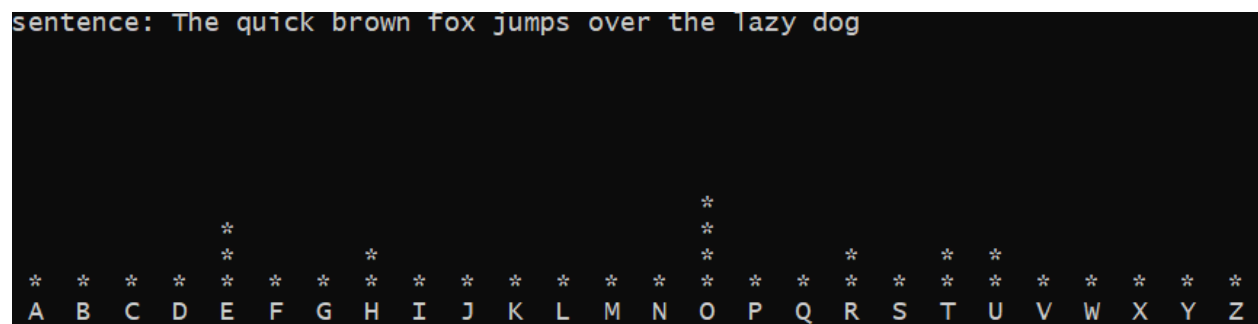 sentence: The quick brown fox jumps over the lazy dog
*
* *
* * * * * *
* * * * * * * * * * * * * * * * * * * * * * * * * *
A B C D E F G H I J K L M N O P Q R S T U V W X Y Z